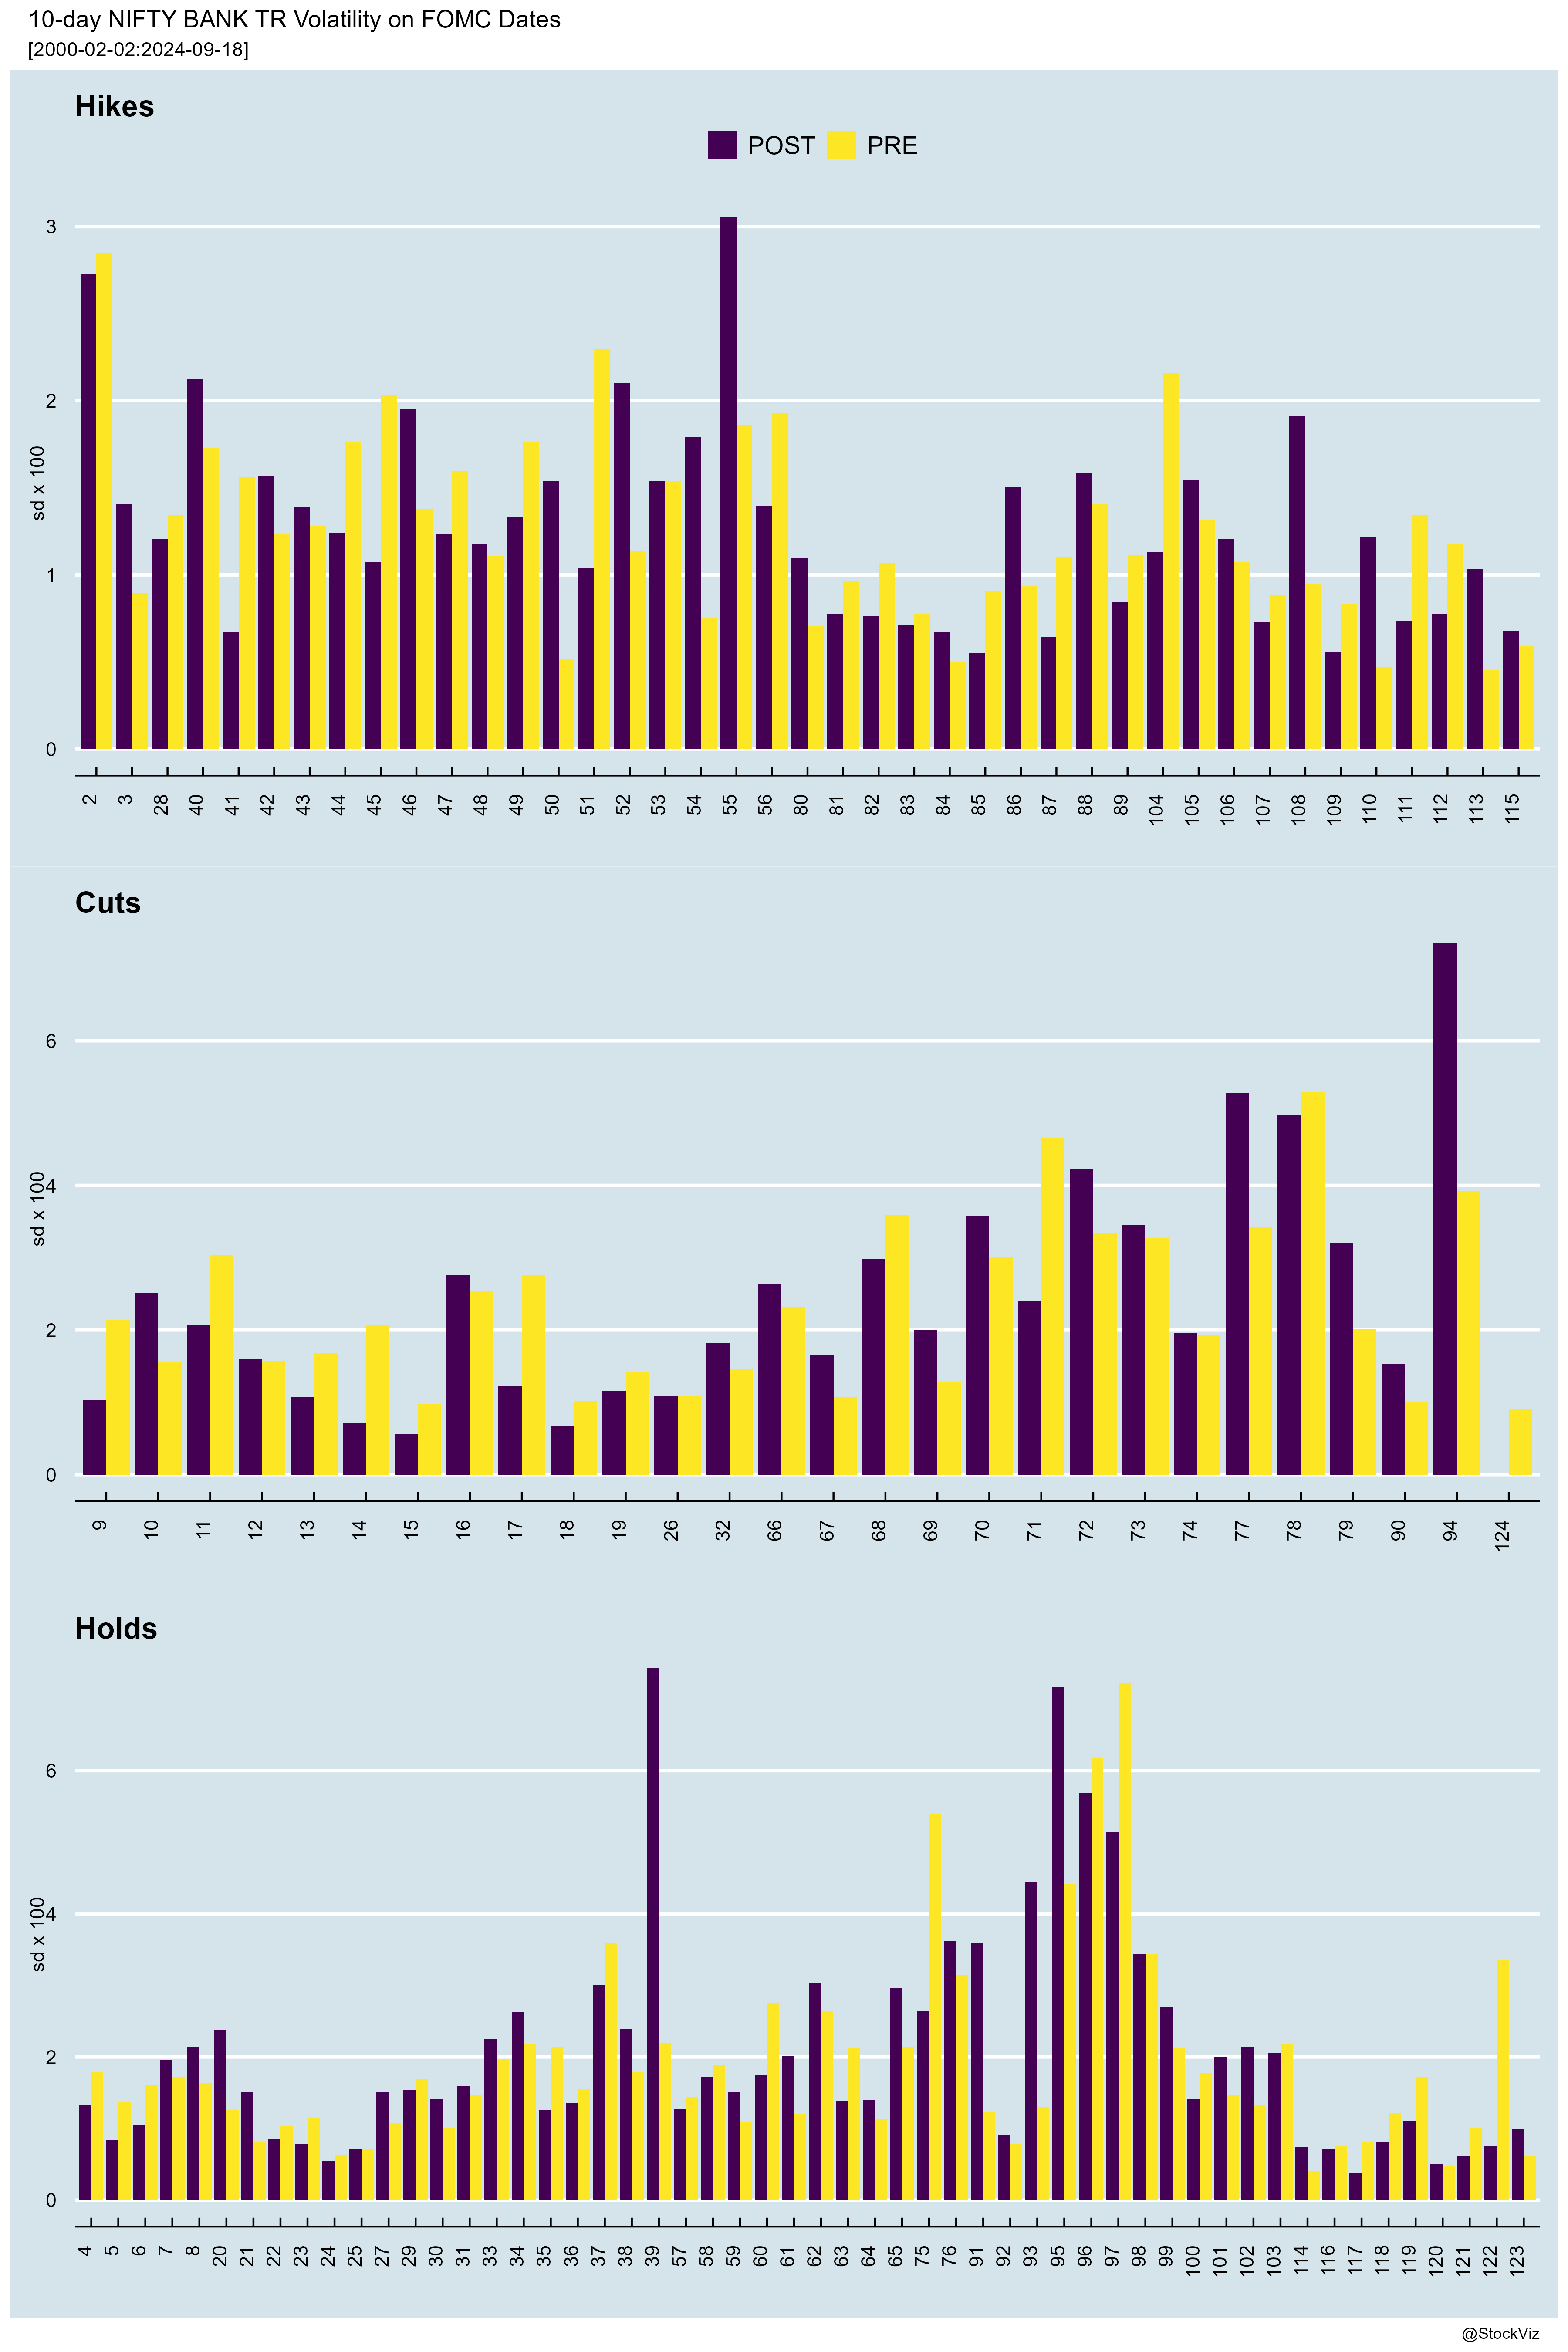 10-day NIFTY BANK TR Volatility on FOMC Dates
[2000-02-02:2024-09-18]
Hikes
POST PRE
sd x 100
3
2
1
0
2 3 28 40 41 42 43 44 45 46 47 48 49 50 51 52 53 54 55 56 80 81 82 83 84 85 86 87 88 89 104 105 106 107 108 109 110 111 112 113 115
Cuts
sd x 100
6
4
2
0
9 10 11 12 13 14 15 16 17 18 19 26 32 66 67 68 69 70 71 72 73 74 77 78 79 90 94 124
Holds
sd x 100
6
4
2
0
4 5 6 7 8 20 21 22 23 24 25 27 29 30 31 33 34 35 36 37 38 39 57 58 59 60 61 62 63 64 65 75 76 91 92 93 95 96 97 98 99 100 101 102 103 114 116 117 118 119 120 121 122 123
@StockViz